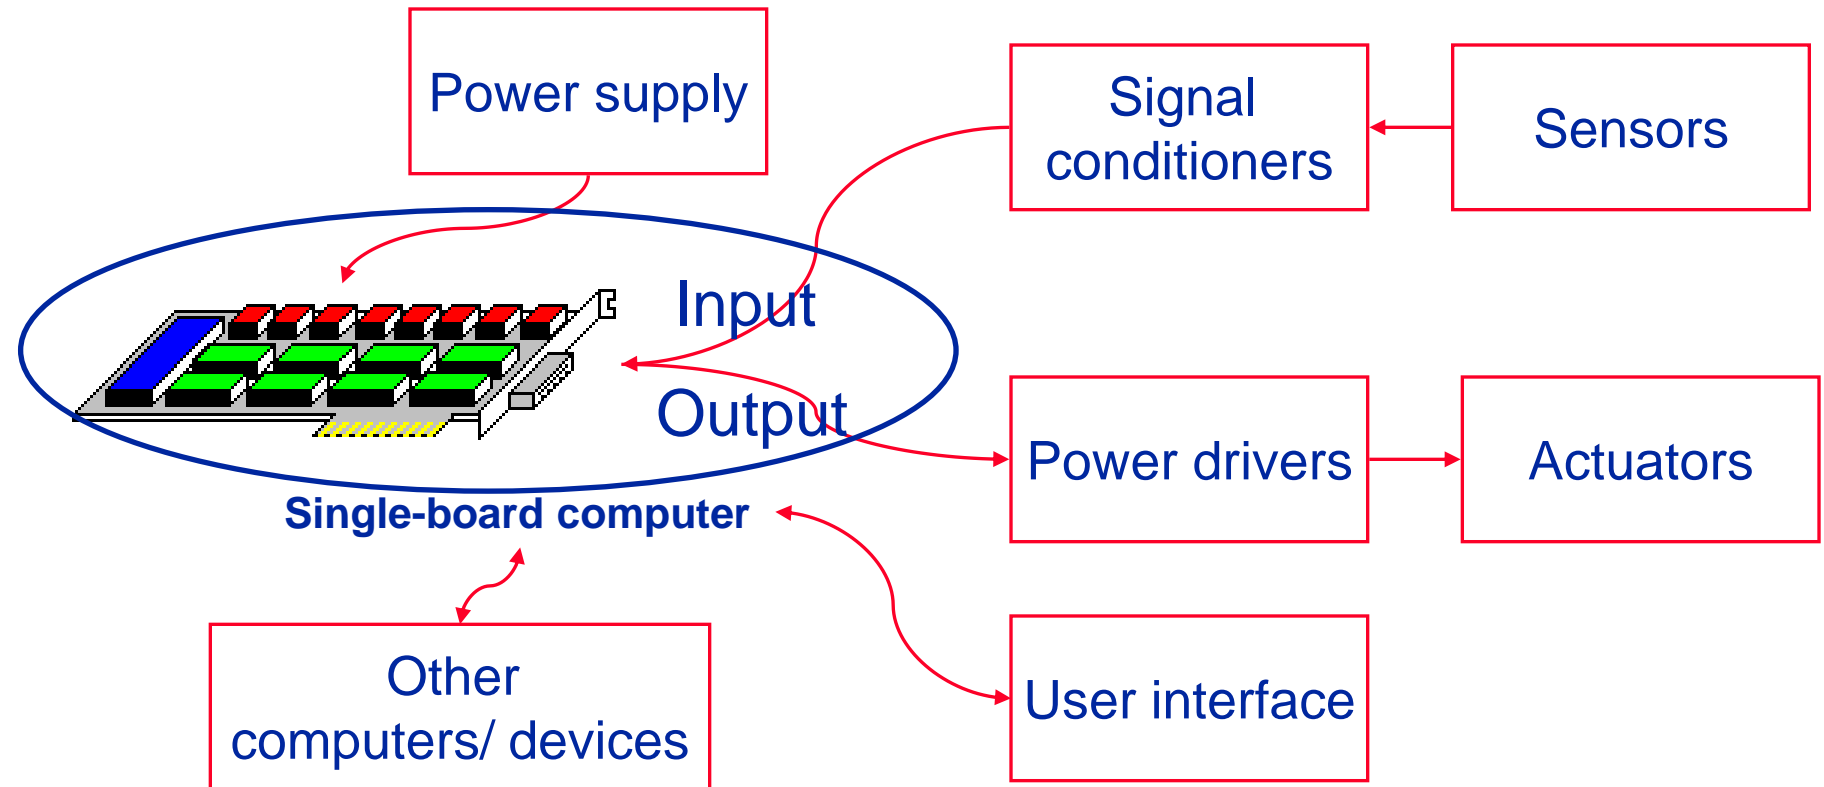 Power supply
Signal
conditioners
Sensors
Input
Output
Power drivers
Actuators
Single-board computer
Other
computers/ devices
User interface